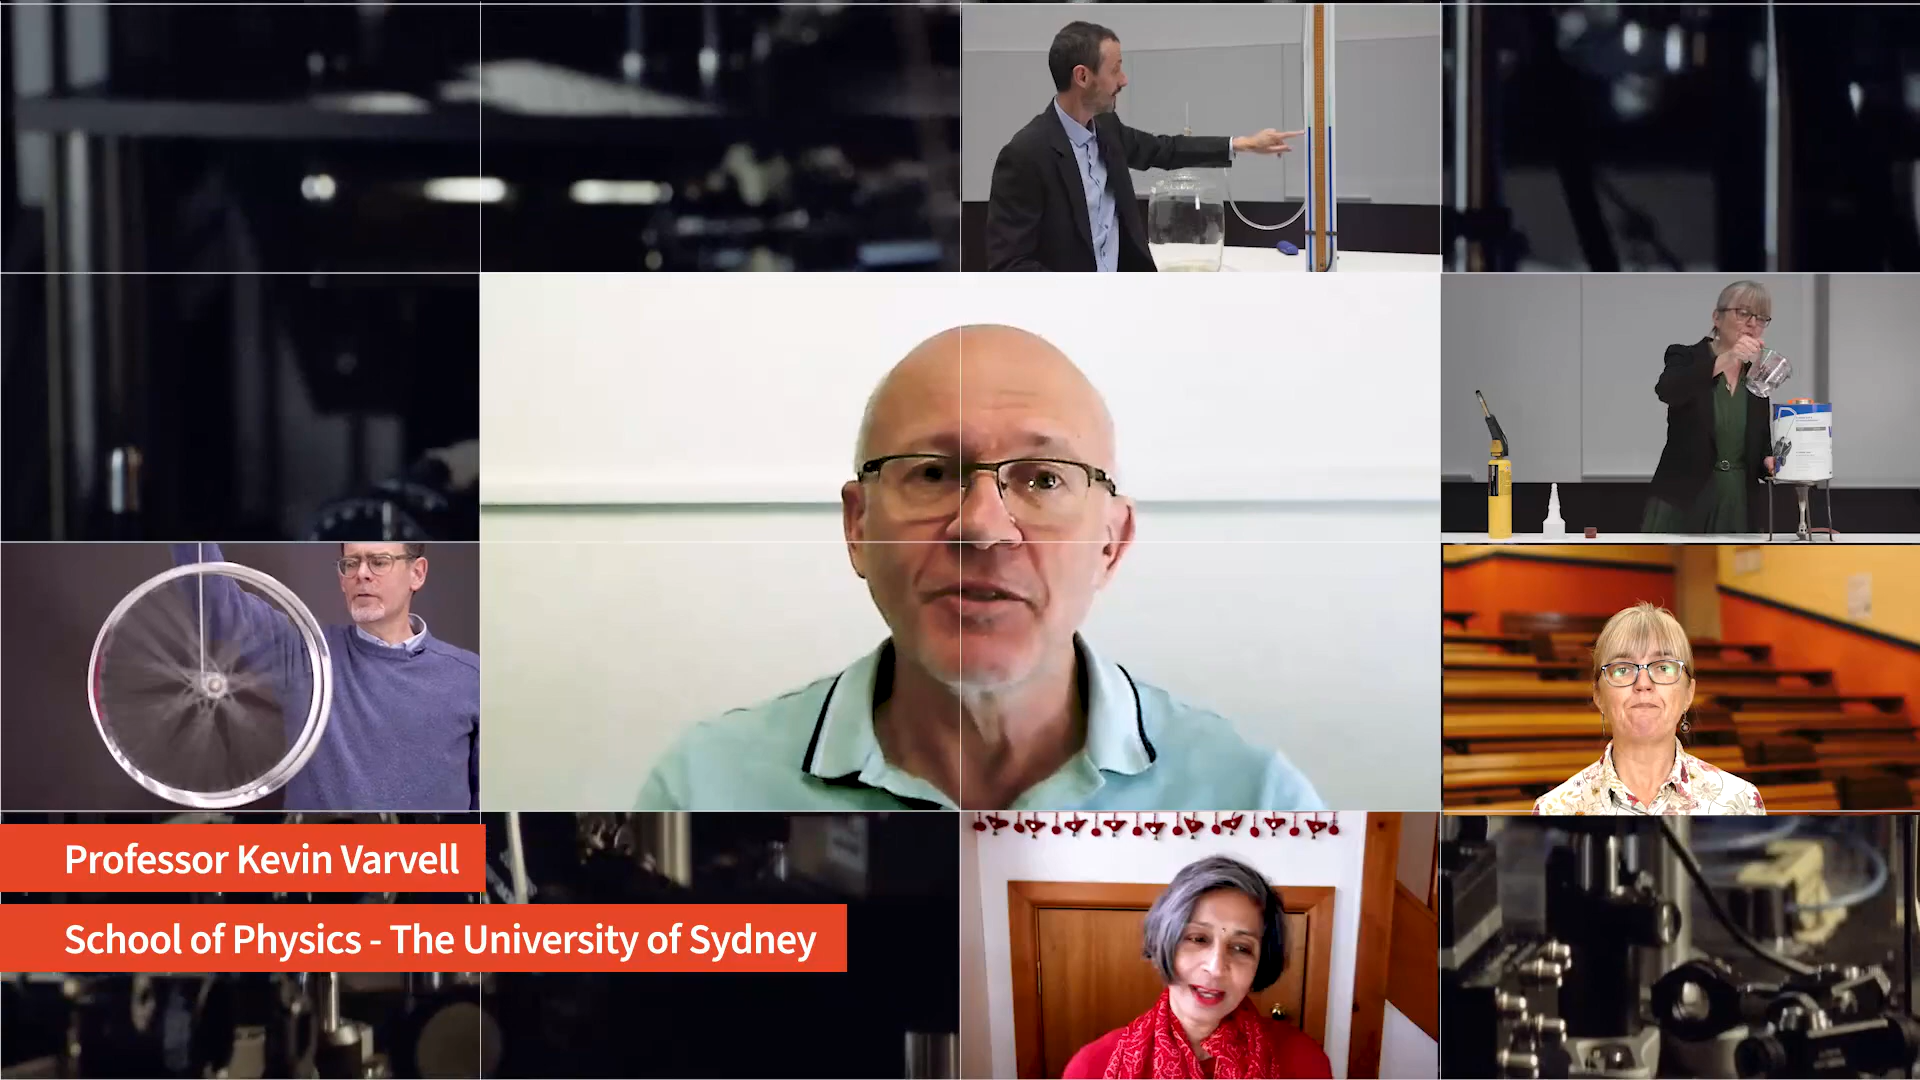 Professor Kevin Varvell
School of Physics - The University of Sydney